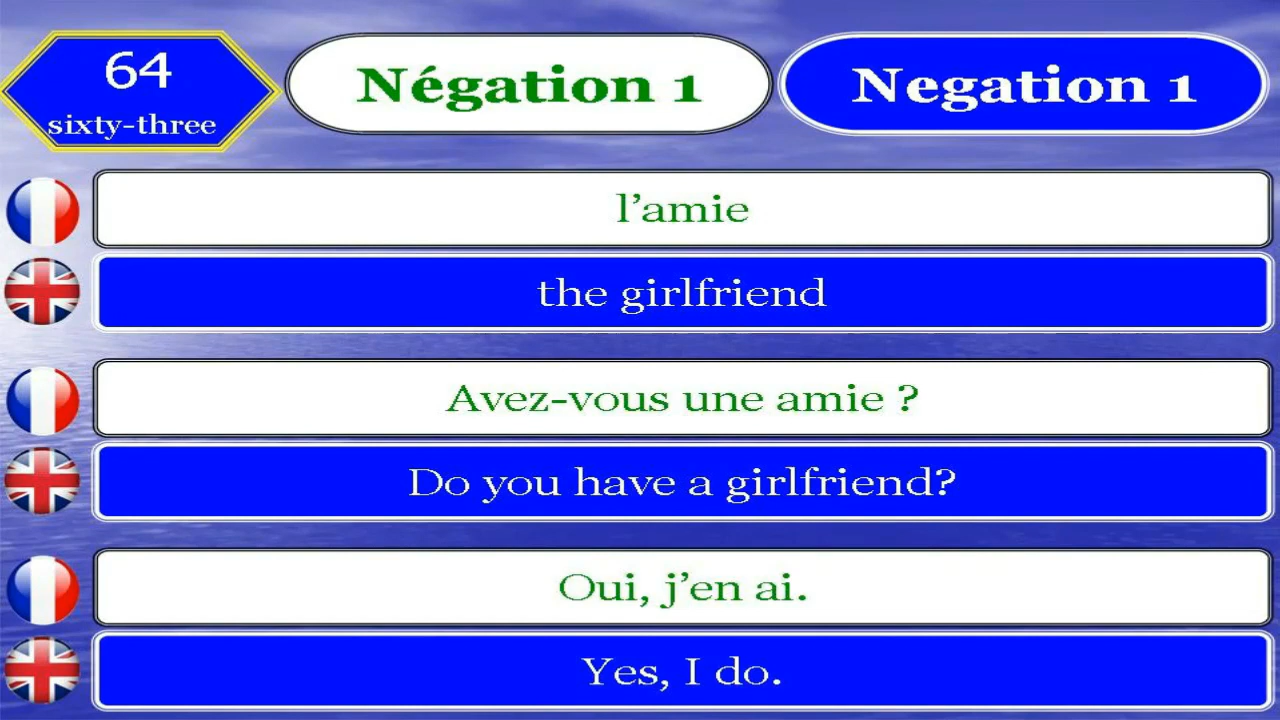 64
sixty-three
Négation 1
Negation 1
l’amie
the girlfriend
Avez-vous une amie ?
Do you have a girlfriend?
Oui, j’en ai.
Yes, I do.